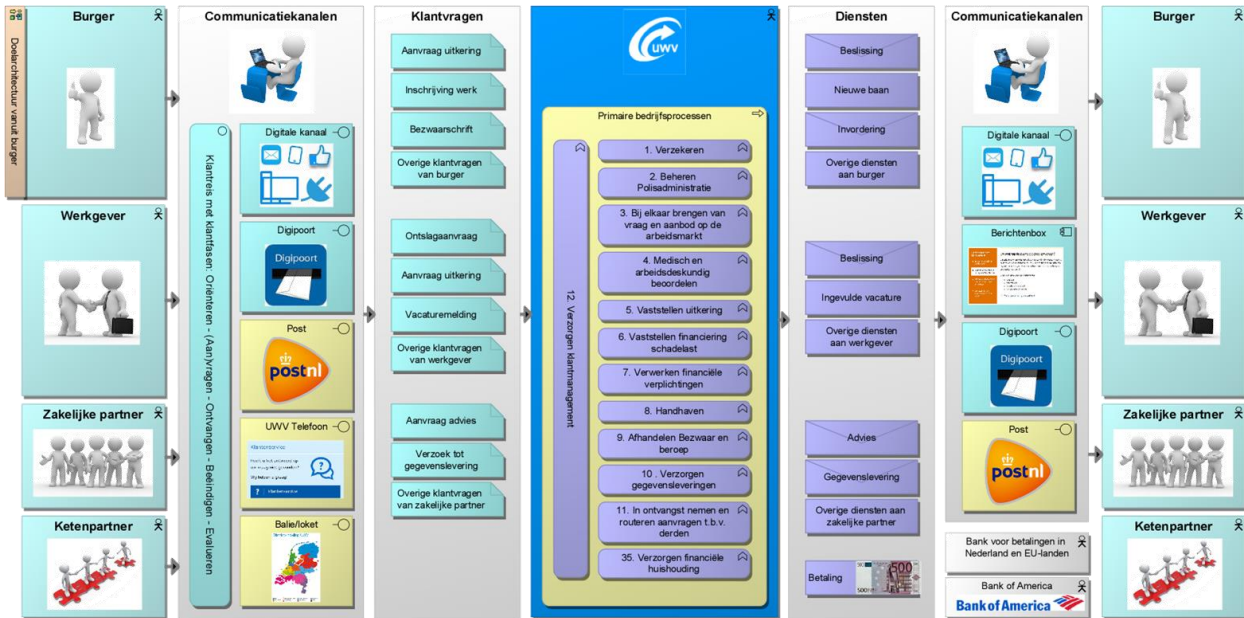 Doelarchitectuur vanuit burger
Burger
Werkgever
Zakelijke partner
Ketenpartner
Communicatiekanalen
Klantreis met klantfasen: Oriënteren - (Aan)vragen - Ontvangen - Beëindigen - Evalueren
Digitale kanaal
Digipoort
Digipoort
Post
postnl
UWV Telefoon
Balie/loket
Klantvragen
Aanvraag uitkering
Inschrijving werk
Bezwaarschrift
Overige klantvragen
van burger
Ontslagaanvraag
Aanvraag uitkering
Vacaturemelding
Overige klantvragen
van werkgever
Aanvraag advies
Verzoek tot
gegevenslevering
Overige klantvragen
van zakelijke partner
UWV
Primaire bedrijfsprocessen
12. Verzorgen klantmanagement
1. Verzekeren
2. Beheren
Polisadministratie
3. Bij elkaar brengen van
vraag en aanbod op de
arbeidsmarkt
4. Medisch en
arbeidsdeskundig
beoordelen
5. Vaststellen uitkering
6. Vaststellen financiering
schadelast
7. Verwerken financiële
verplichtingen
8. Handhaven
9. Afhandelen Bezwaar en
beroep
10 . Verzorgen
gegevensleveringen
11. In ontvangst nemen en
routeren aanvragen t.b.v.
derden
35. Verzorgen financiële
huishouding
Diensten
Beslissing
Nieuwe baan
Invordering
Overige diensten
aan burger
Beslissing
Ingevulde vacature
Overige diensten
aan werkgever
Advies
Gegevenslevering
Overige diensten aan
zakelijke partner
Betaling
500
Communicatiekanalen
Digitale kanaal
Berichtenbox
Digipoort
Digipoort
Post
postnl
Bank voor betalingen in
Nederland en EU-landen
Bank of America
Bank of America
Burger
Werkgever
Zakelijke partner
Ketenpartner